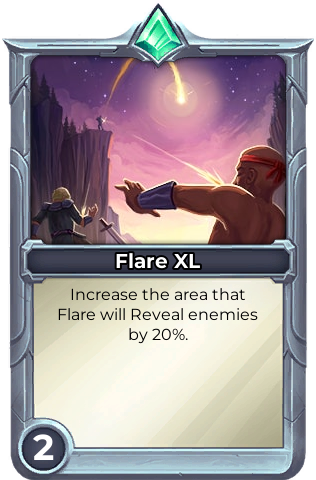 Flare XL
Increase the area that
Flare will Reveal enemies
by 20%.
2